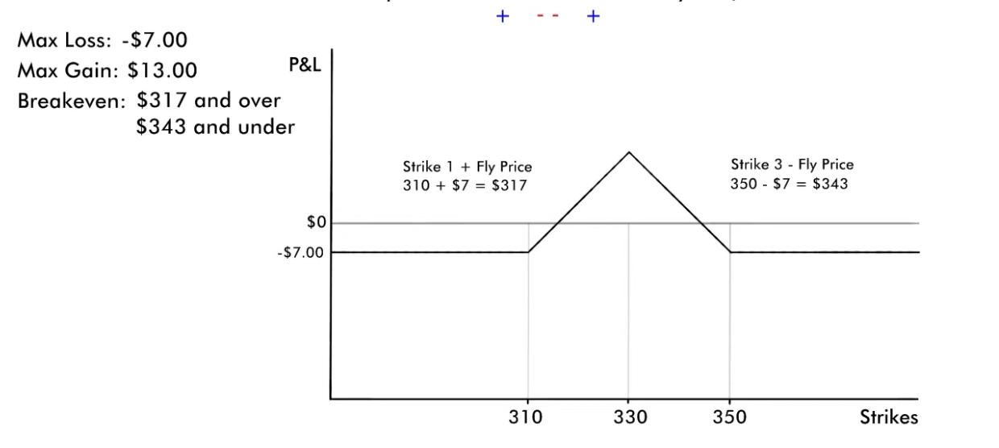 + - - +
Max Loss: -$7.00
Max Gain: $13.00
Breakeven: $317 and over
$343 and under
P&L
Strike 1 + Fly Price
310 + $7 = $317
Strike 3 - Fly Price
350 - $7 = $343
$0
-$7.00
310 330 350 Strikes